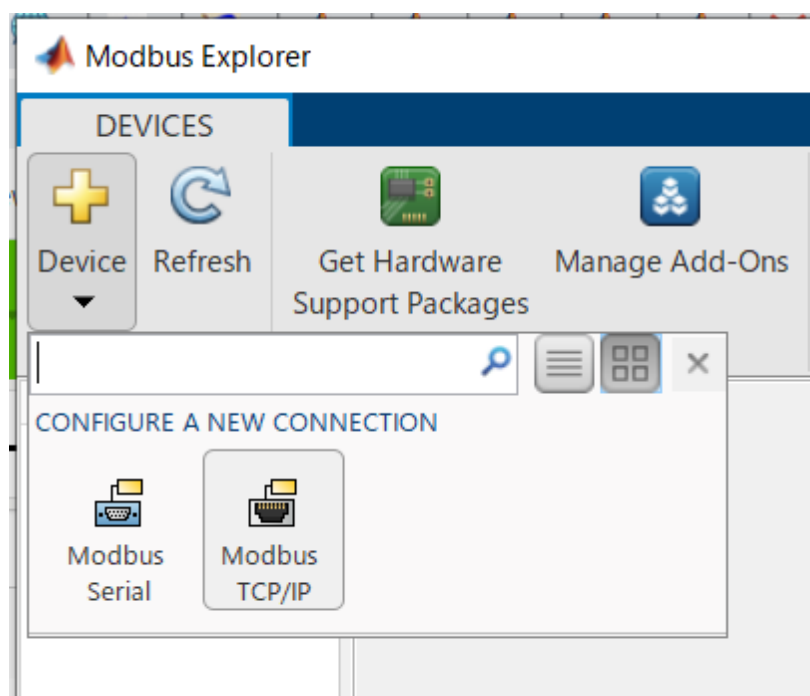 Modbus Explorer
DEVICES
Device
Refresh
Get Hardware
Support Packages
Manage Add-Ons
CONFIGURE A NEW CONNECTION
Modbus
Serial
Modbus
TCP/IP